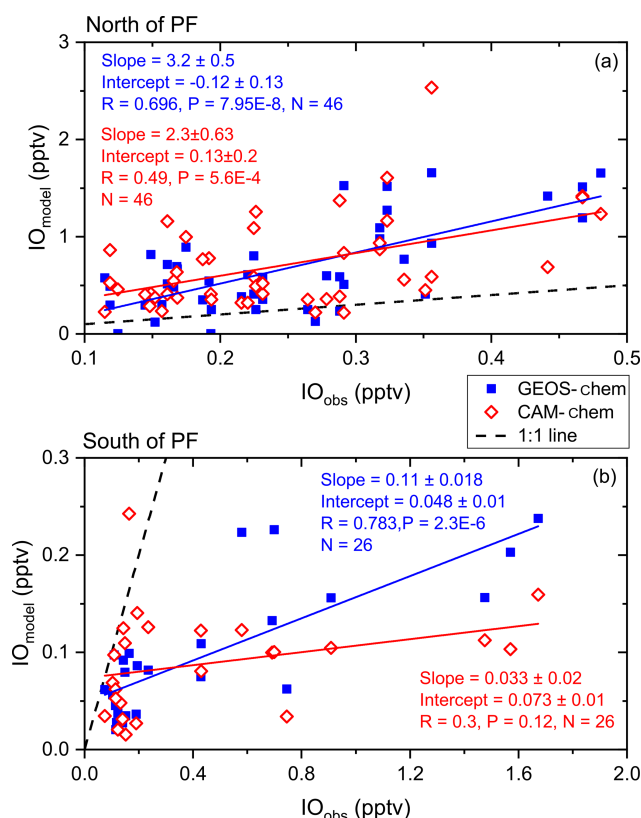 North of PF
(a)
Slope = 3.2 ± 0.5
Intercept = -0.12 ± 0.13
R = 0.696, P = 7.95E-8, N = 46
Slope = 2.3±0.63
Intercept = 0.13±0.2
R = 0.49, P = 5.6E-4
N = 46
IOmodel (pptv)
3
2
1
0
0.1
0.2
0.3
0.4
0.5
IOobs (pptv)
GEOS-chem
CAM-chem
1:1 line
South of PF
(b)
Slope = 0.11 ± 0.018
Intercept = 0.048 ± 0.01
R = 0.783,P = 2.3E-6
N = 26
Slope = 0.033 ± 0.02
Intercept = 0.073 ± 0.01
R = 0.3, P = 0.12, N = 26
IOmodel (pptv)
0.3
0.2
0.1
0.0
0.0
0.4
0.8
1.2
1.6
2.0
IOobs (pptv)